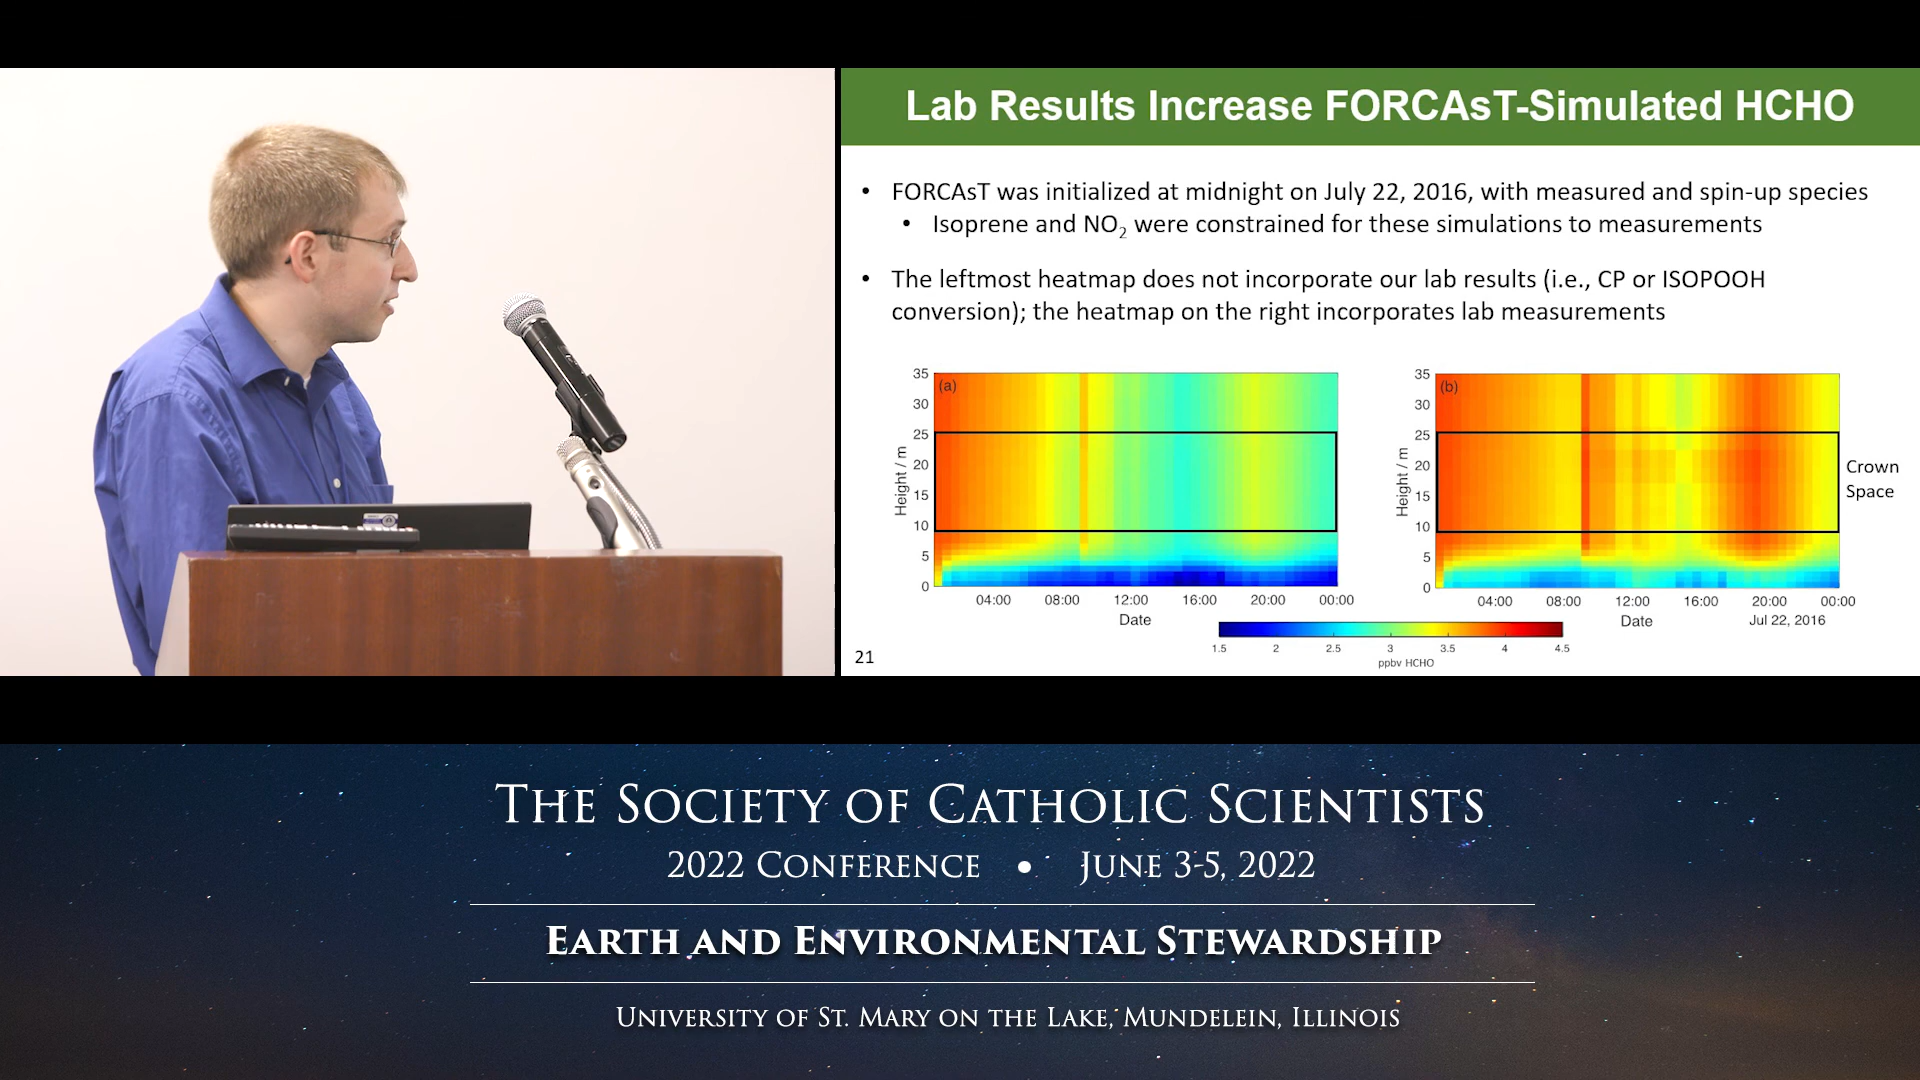 Lab Results Increase FORCAsT-Simulated HCHO
• FORCAsT was initialized at midnight on July 22, 2016, with measured and spin-up species
• Isoprene and NO₂ were constrained for these simulations to measurements
• The leftmost heatmap does not incorporate our lab results (i.e., CP or ISOPOOH
conversion); the heatmap on the right incorporates lab measurements
(a)
35
30
25
20
15
10
5
0
Height / m
04:00 08:00 12:00 16:00 20:00 00:00
Date
(b)
35
30
25
20
15
10
5
0
Height / m
04:00 08:00 12:00 16:00 20:00 00:00
Date
Jul 22, 2016
Crown
Space
1.5 2 2.5 3 3.5 4 4.5
ppbv HCHO
21
THE SOCIETY OF CATHOLIC SCIENTISTS
2022 CONFERENCE • JUNE 3-5, 2022
EARTH AND ENVIRONMENTAL STEWARDSHIP
UNIVERSITY OF ST. MARY ON THE LAKE, MUNDELEIN, ILLINOIS